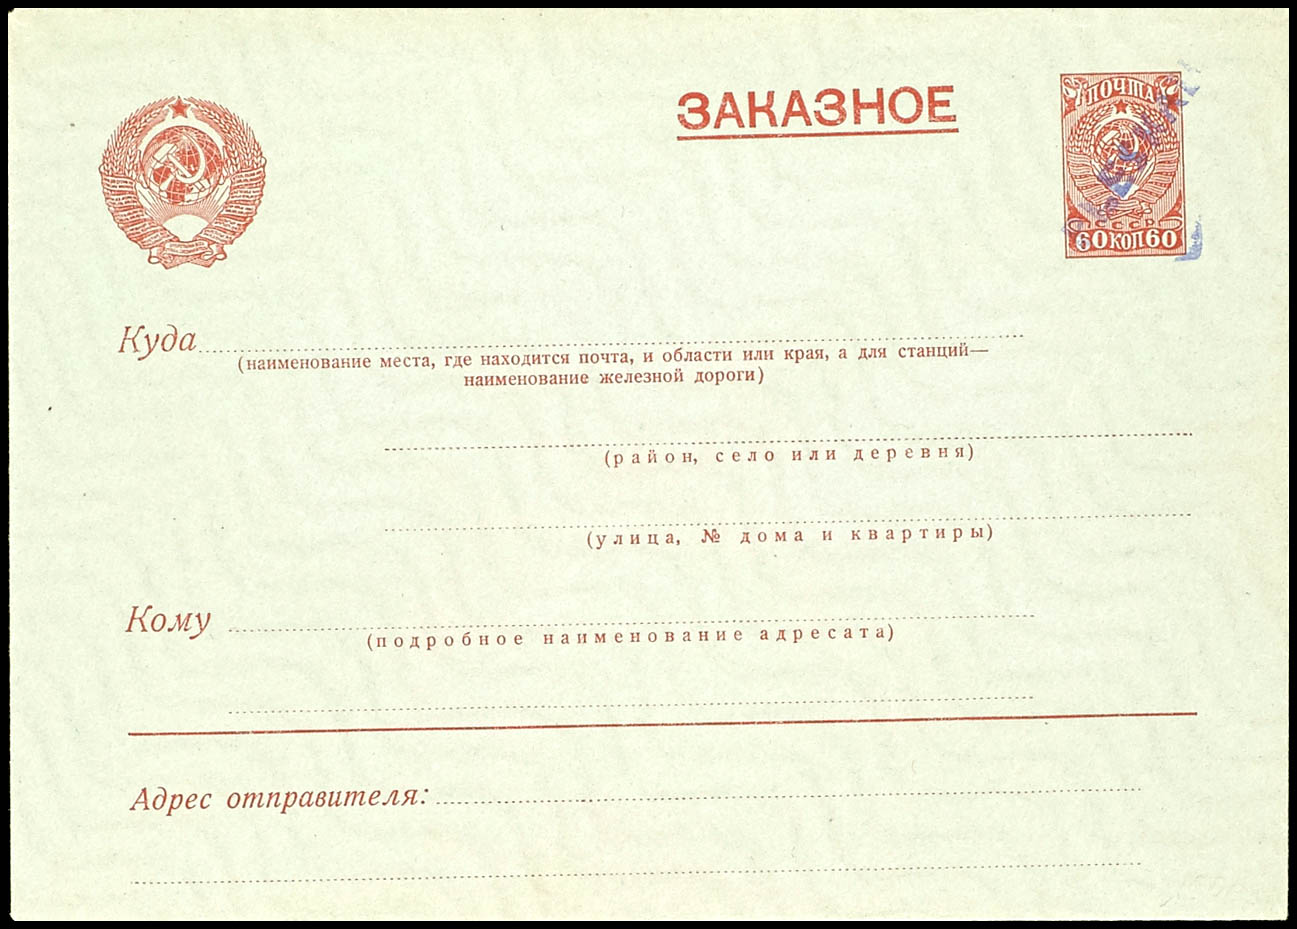 ЗАКАЗНОЕ
ПОЧТА
СССР
60 КОП 60
Куда
(наименование места, где находится почта, и области или края, а для станций—
наименование железной дороги)
(район, село или деревня)
(улица, № дома и квартиры)
Кому
(подробное наименование адресата)
Адрес отправителя: